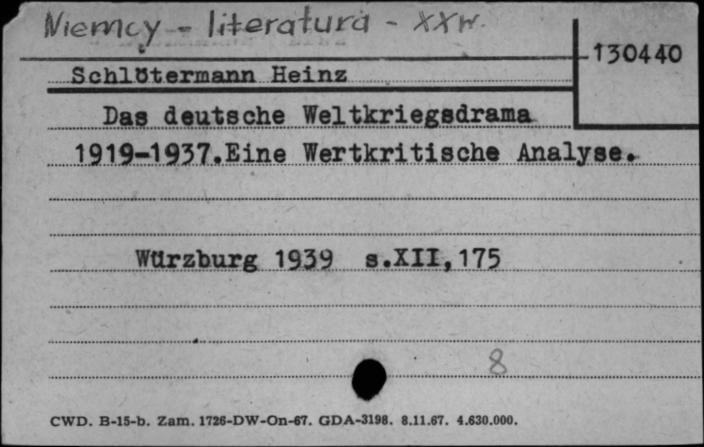 Niemcy - literatura - XXw.
130440
Schlötermann Heinz
Das deutsche Weltkriegsdrama
1919-1937.Eine Wertkritische Analyse.
Würzburg 1939 s.XII,175
8
CWD. B-15-b. Zam. 1726-DW-On-67. GDA-3198. 8.11.67. 4.630.000.